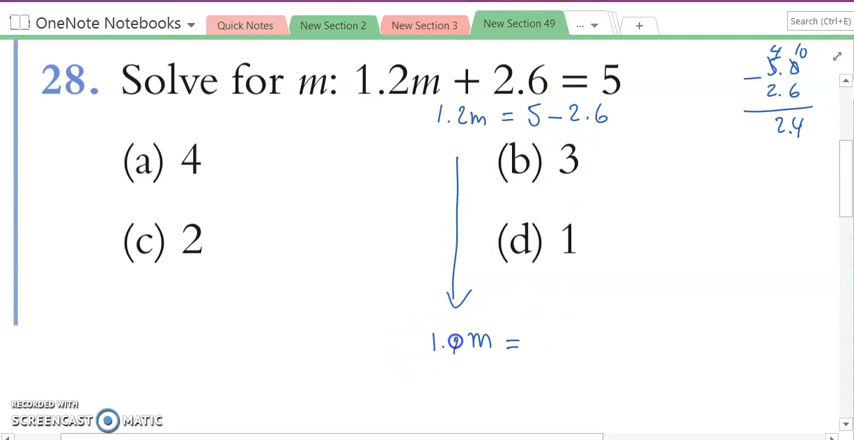 OneNote Notebooks Quick Notes New Section 2 New Section 3 New Section 49 ... + Search (Ctrl+E)
28. Solve for m: 1.2m + 2.6 = 5
1.2m = 5 - 2.6
4 10
5.0
- 2.6
2.4
(a) 4 (b) 3
(c) 2 (d) 1
m =
RECORDED WITH
SCREENCAST MATIC